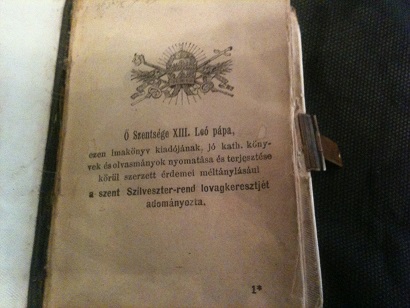 Ő Szentsége XIII. Leó pápa,
ezen imakönyv kiadójának, jó kath. köny-
vek és olvasmányok nyomatása és terjesztése
körül szerzett érdemei méltánylásául
a szent Szilveszter-rend lovagkeresztjét
adományozta.
1*